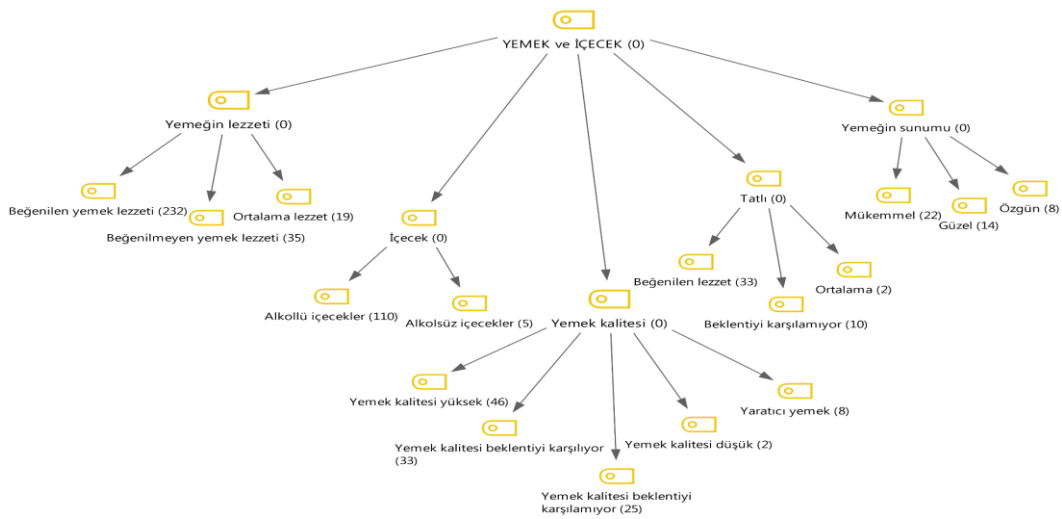 YEMEK ve İÇECEK (0)
Yemeğin lezzeti (0)
Yemeğin sunumu (0)
Beğenilen yemek lezzeti (232)
Ortalama lezzet (19)
Beğenilmeyen yemek lezzeti (35)
Tatlı (0)
Mükemmel (22)
Güzel (14)
Özgün (8)
İçecek (0)
Beğenilen lezzet (33)
Ortalama (2)
Beklentiyi karşılamıyor (10)
Alkollü içecekler (110)
Alkolsüz içecekler (5)
Yemek kalitesi (0)
Yemek kalitesi yüksek (46)
Yaratıcı yemek (8)
Yemek kalitesi beklentiyi karşılıyor
(33)
Yemek kalitesi düşük (2)
Yemek kalitesi beklentiyi
karşılamıyor (25)